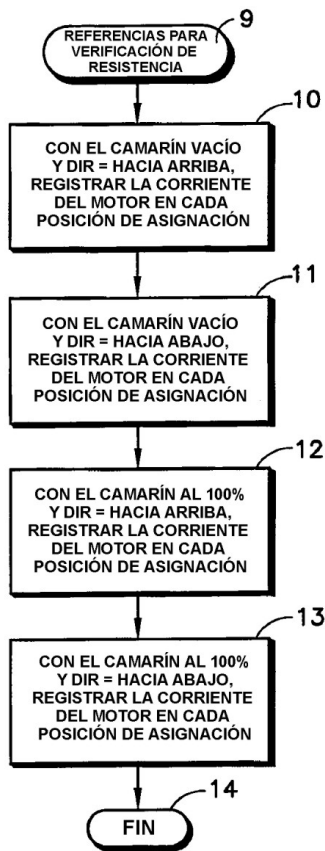 9
REFERENCIAS PARA
VERIFICACIÓN DE
RESISTENCIA
10
CON EL CAMARÍN VACÍO
Y DIR = HACIA ARRIBA,
REGISTRAR LA CORRIENTE
DEL MOTOR EN CADA
POSICIÓN DE ASIGNACIÓN
11
CON EL CAMARÍN VACÍO
Y DIR = HACIA ABAJO,
REGISTRAR LA CORRIENTE
DEL MOTOR EN CADA
POSICIÓN DE ASIGNACIÓN
12
CON EL CAMARÍN AL 100%
Y DIR = HACIA ARRIBA,
REGISTRAR LA CORRIENTE
DEL MOTOR EN CADA
POSICIÓN DE ASIGNACIÓN
13
CON EL CAMARÍN AL 100%
Y DIR = HACIA ABAJO,
REGISTRAR LA CORRIENTE
DEL MOTOR EN CADA
POSICIÓN DE ASIGNACIÓN
14
FIN